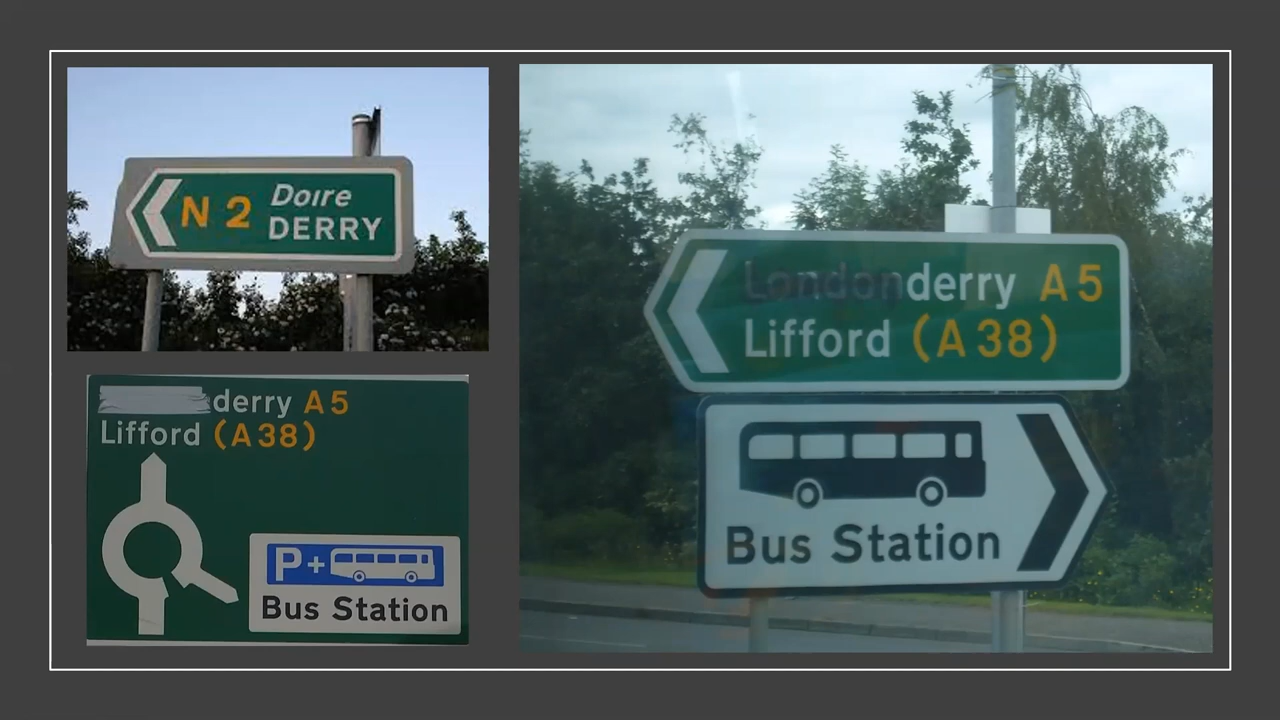 N 2
Doire
DERRY
Londonderry A5
Lifford (A38)
Bus Station
derry A5
Lifford (A38)
P+
Bus Station